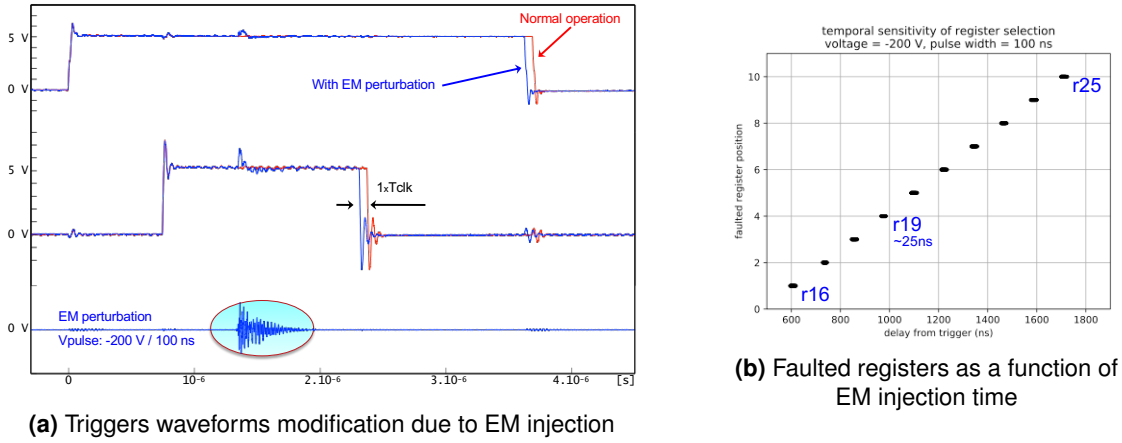 Normal operation
5 V
With EM perturbation
0 V
5 V
1xTclk
0 V
EM perturbation
0 V
Vpulse: -200 V / 100 ns
0 10-6 2.10-6 3.10-6 4.10-6 [s]
(a) Triggers waveforms modification due to EM injection
temporal sensitivity of register selection
voltage = -200 V, pulse width = 100 ns
faulted register position
10
r25
8
6
4
r19
~25ns
2
r16
0
600 800 1000 1200 1400 1600 1800
delay from trigger (ns)
(b) Faulted registers as a function of
EM injection time